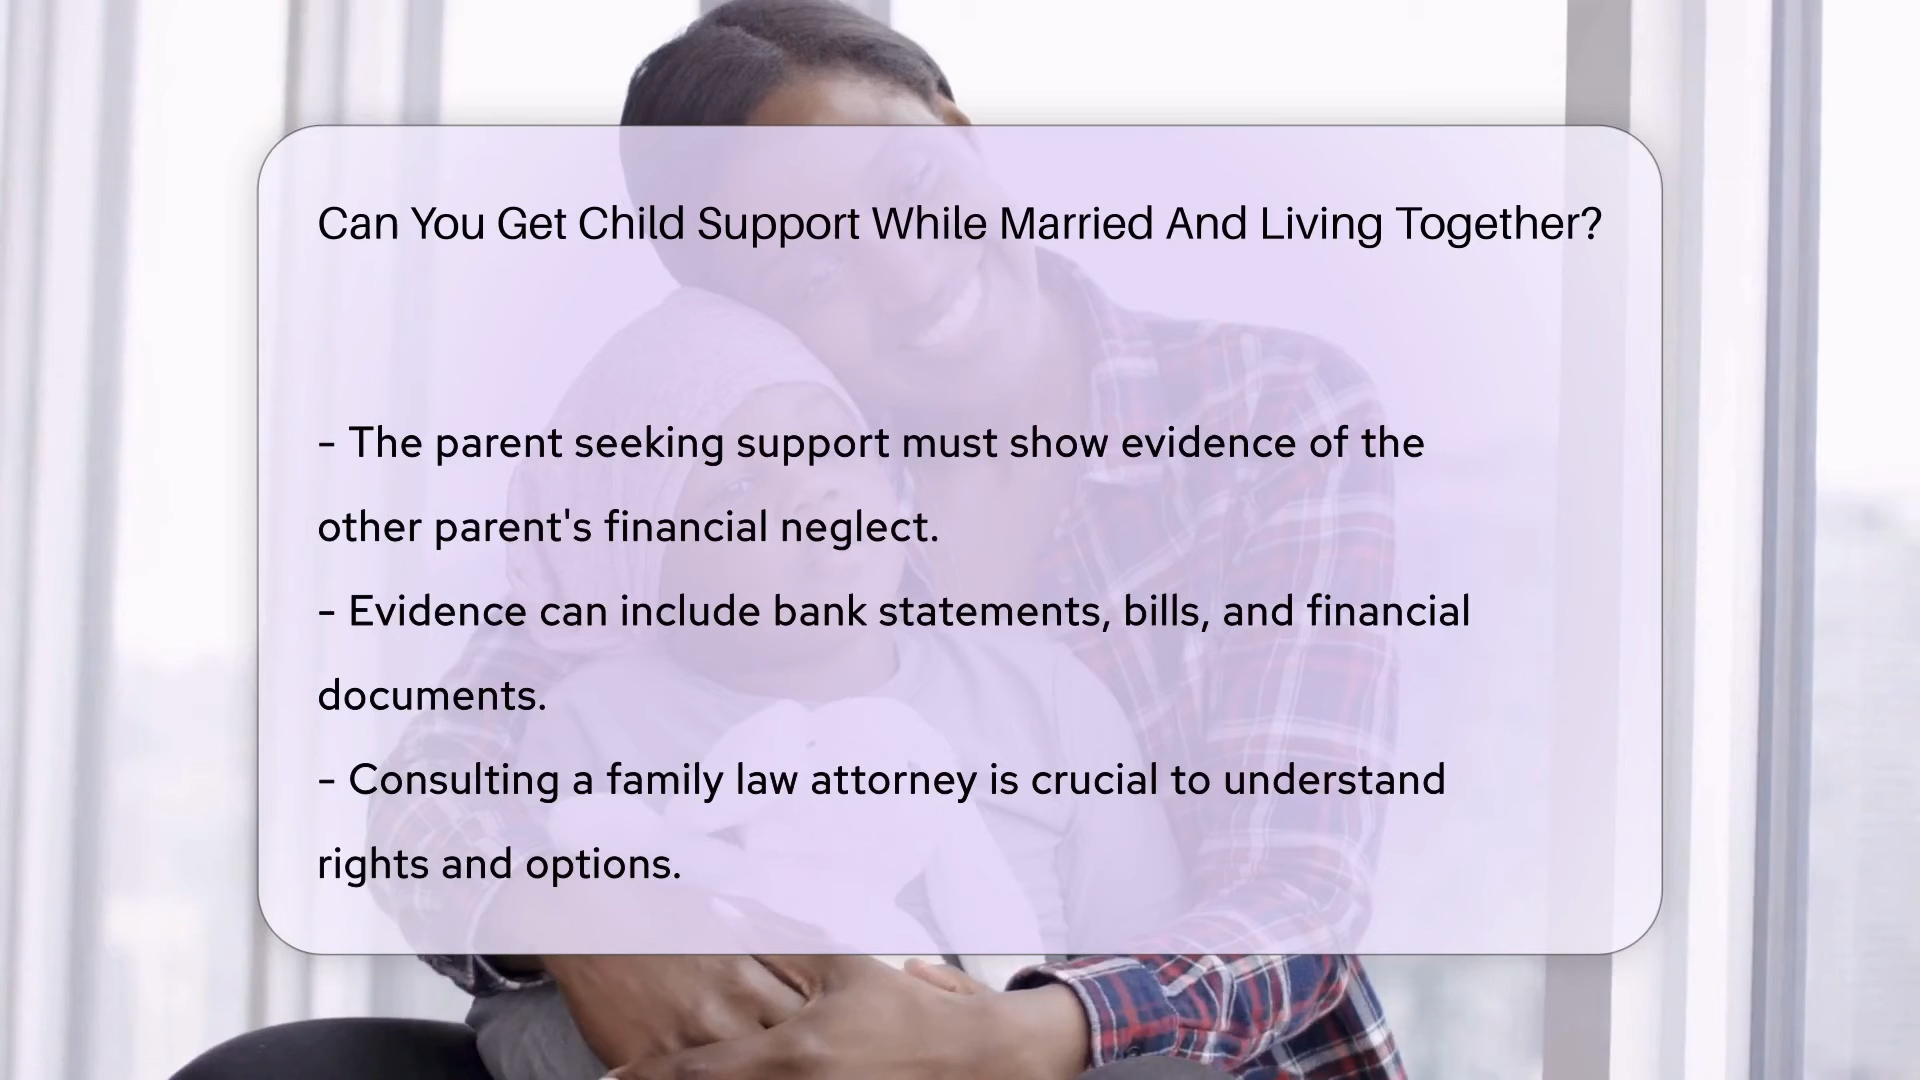 Can You Get Child Support While Married And Living Together?
- The parent seeking support must show evidence of the
other parent's financial neglect.
- Evidence can include bank statements, bills, and financial
documents.
- Consulting a family law attorney is crucial to understand
rights and options.